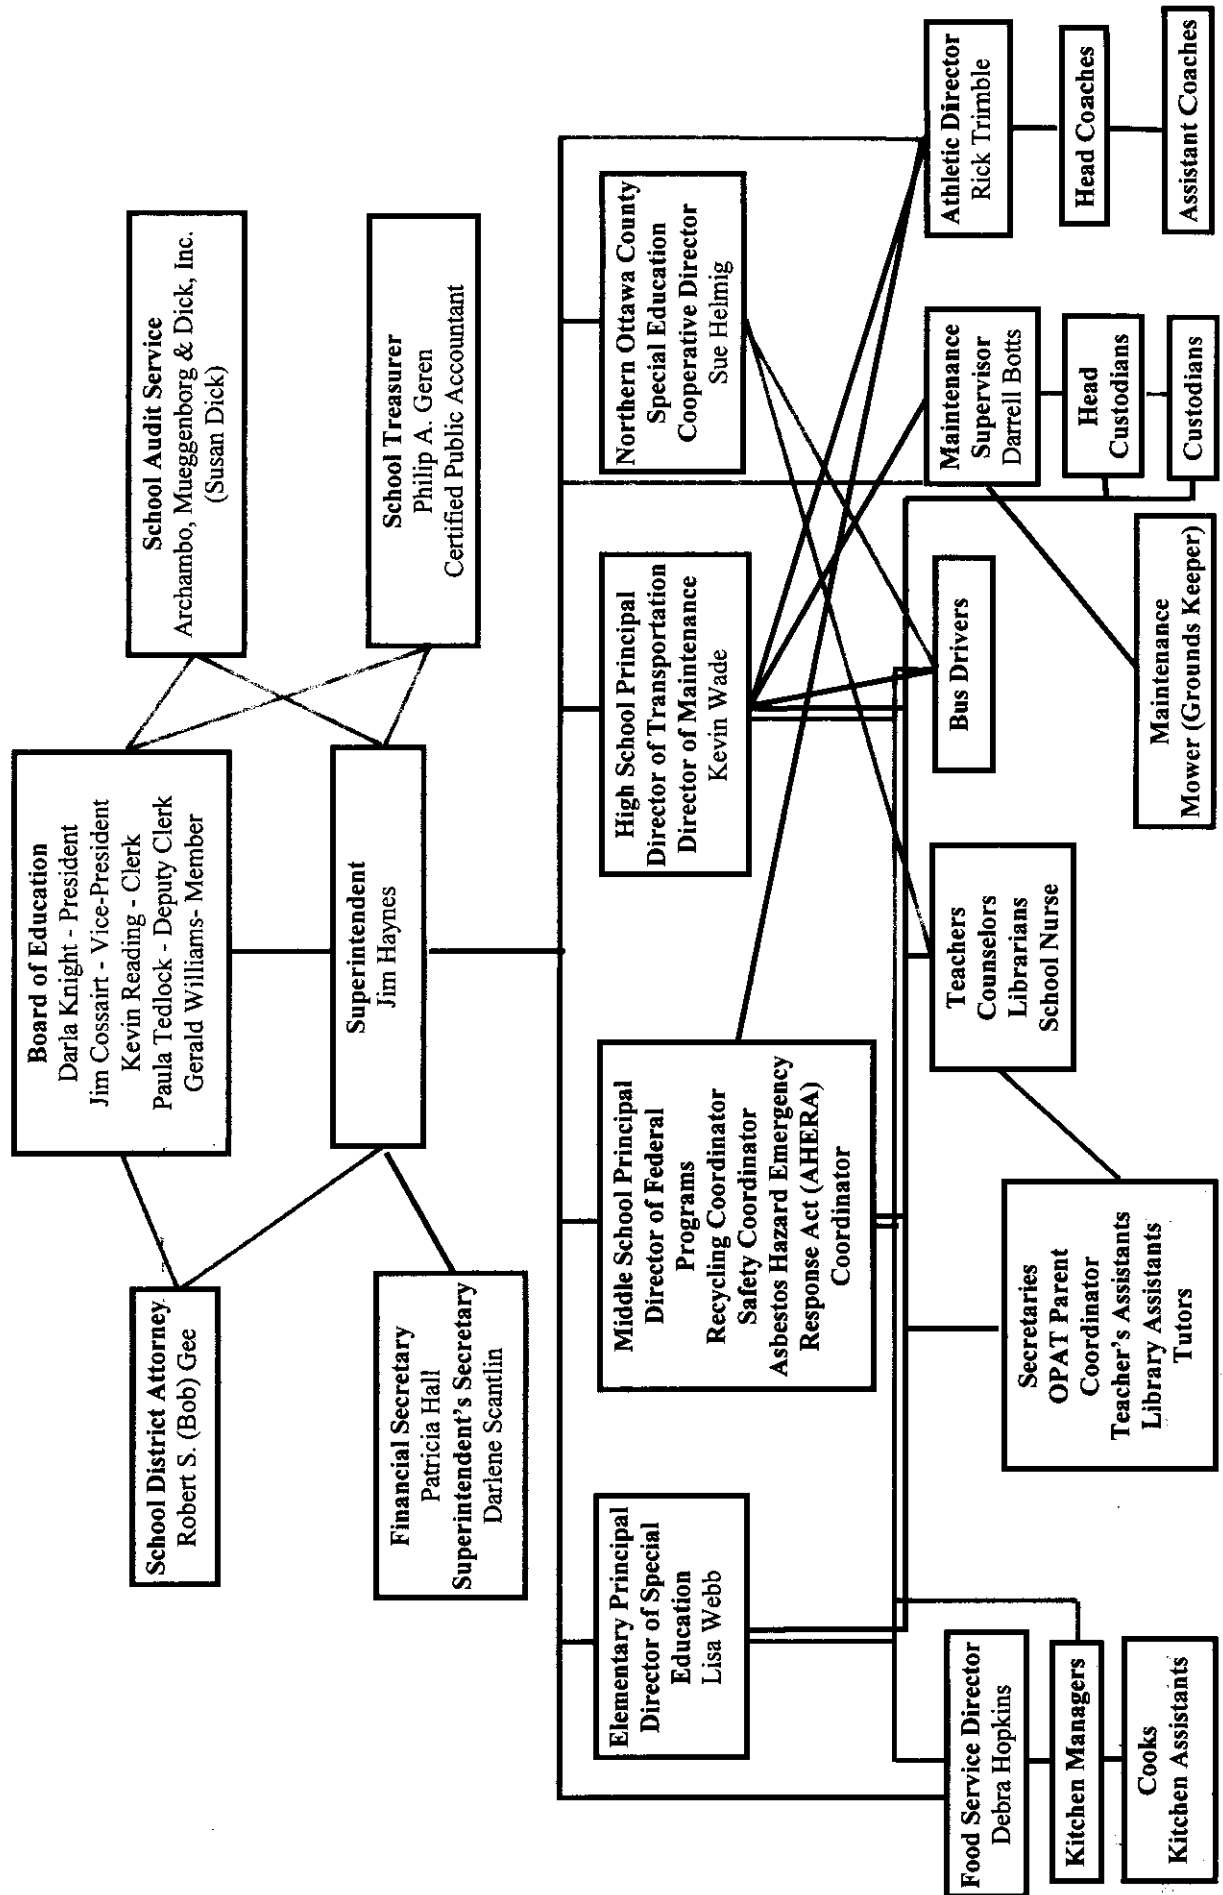 Board of Education
Darla Knight - President
Jim Cossairt - Vice-President
Kevin Reading - Clerk
Paula Tedlock - Deputy Clerk
Gerald Williams- Member
School District Attorney
Robert S. (Bob) Gee
School Audit Service
Archambo, Mueggenborg & Dick, Inc.
(Susan Dick)
Superintendent
Jim Haynes
Financial Secretary
Patricia Hall
Superintendent's Secretary
Darlene Scantlin
School Treasurer
Philip A. Geren
Certified Public Accountant
Elementary Principal
Director of Special
Education
Lisa Webb
Middle School Principal
Director of Federal
Programs
Recycling Coordinator
Safety Coordinator
Asbestos Hazard Emergency
Response Act (AHERA)
Coordinator
High School Principal
Director of Transportation
Director of Maintenance
Kevin Wade
Northern Ottawa County
Special Education
Cooperative Director
Sue Helmig
Food Service Director
Debra Hopkins
Kitchen Managers
Cooks
Kitchen Assistants
Secretaries
OPAT Parent
Coordinator
Teacher's Assistants
Library Assistants
Tutors
Teachers
Counselors
Librarians
School Nurse
Bus Drivers
Maintenance
Mower (Grounds Keeper)
Maintenance
Supervisor
Darrell Botts
Head
Custodians
Custodians
Athletic Director
Rick Trimble
Head Coaches
Assistant Coaches